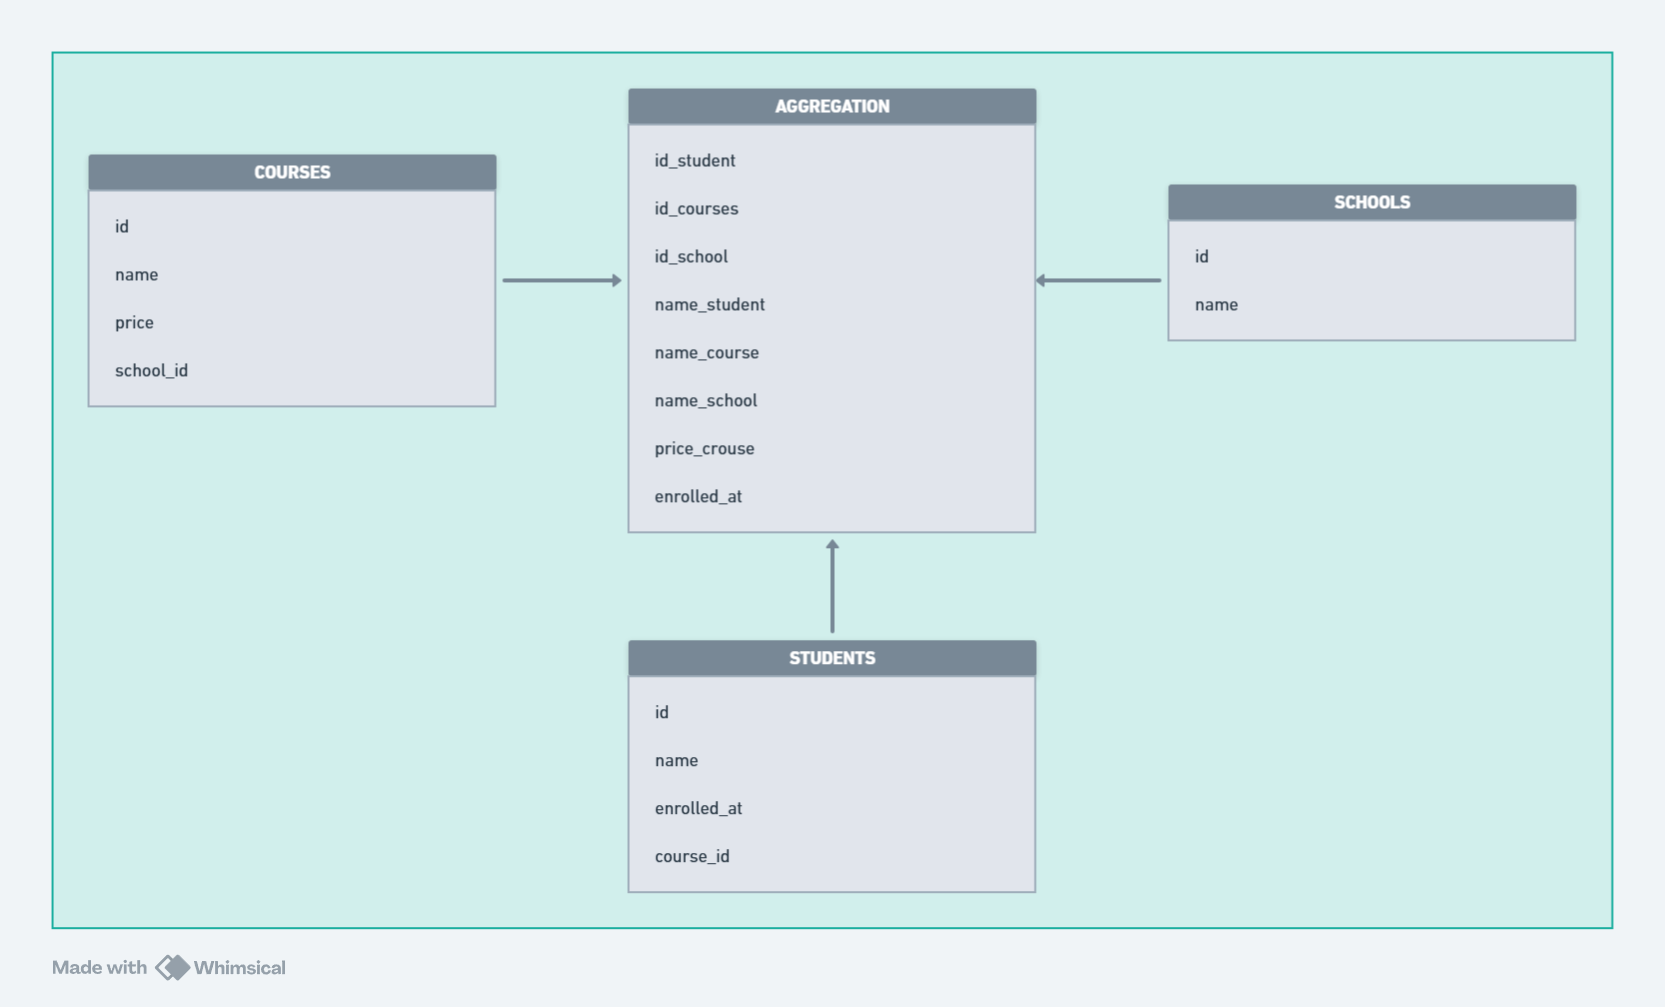 COURSES
id
name
price
school_id
AGGREGATION
id_student
id_courses
id_school
name_student
name_course
name_school
price_crouse
enrolled_at
SCHOOLS
id
name
STUDENTS
id
name
enrolled_at
course_id
Made with Whimsical